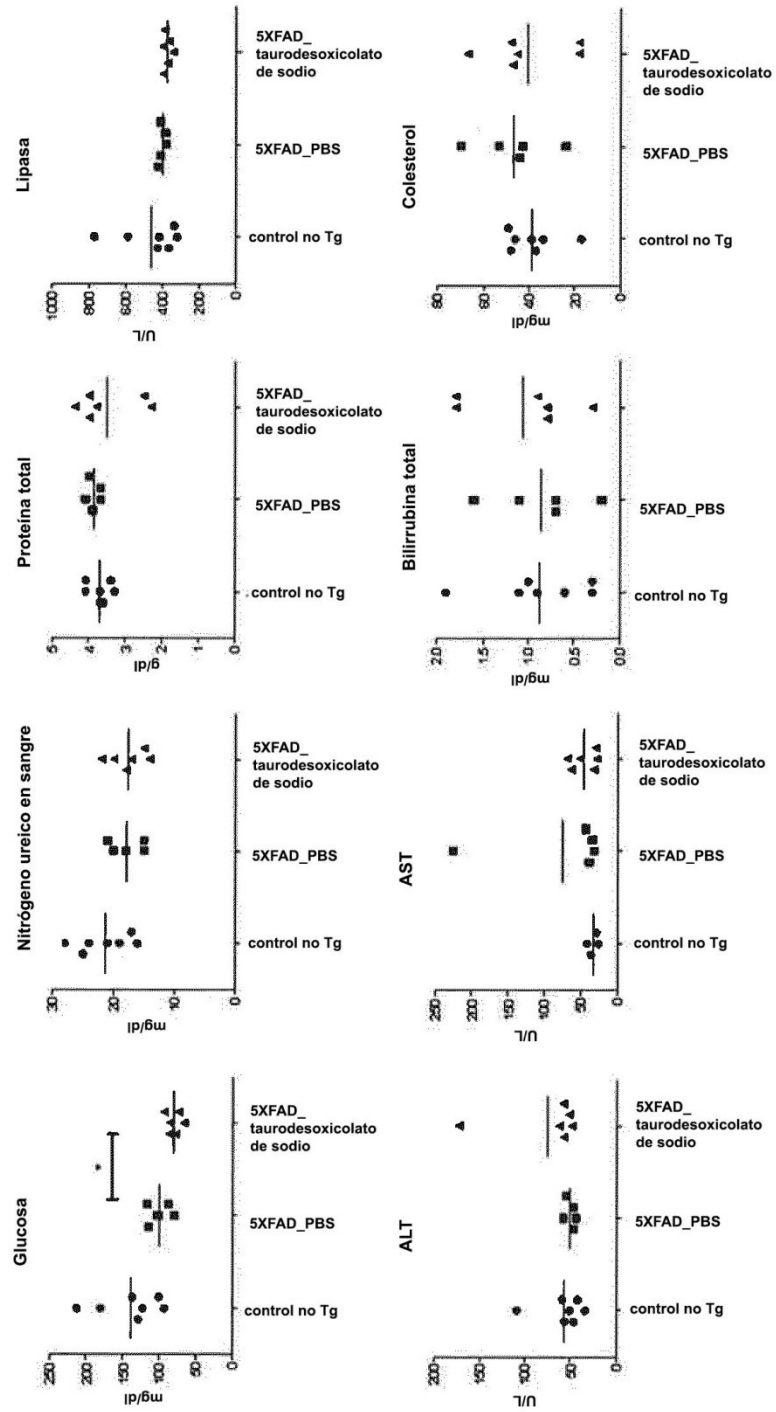 Glucosa
mg/dl
250
200
150
100
50
0
*
control no Tg
5XFAD_PBS
5XFAD_
taurodesoxicolato
de sodio
Nitrógeno ureico en sangre
mg/dl
30
20
10
0
control no Tg
5XFAD_PBS
5XFAD_
taurodesoxicolato
de sodio
Proteína total
g/dl
5
4
3
2
1
0
control no Tg
5XFAD_PBS
5XFAD_
taurodesoxicolato
de sodio
Lipasa
U/L
1000
800
600
400
200
0
control no Tg
5XFAD_PBS
5XFAD_
taurodesoxicolato
de sodio
ALT
U/L
200
150
100
50
0
control no Tg
5XFAD_PBS
5XFAD_
taurodesoxicolato
de sodio
AST
U/L
250
200
150
100
50
0
control no Tg
5XFAD_PBS
5XFAD_
taurodesoxicolato
de sodio
Bilirrubina total
mg/dl
2.0
1.5
1.0
0.5
0.0
control no Tg
5XFAD_PBS
5XFAD_
taurodesoxicolato
de sodio
Colesterol
mg/dl
80
60
40
20
0
control no Tg
5XFAD_PBS
5XFAD_
taurodesoxicolato
de sodio